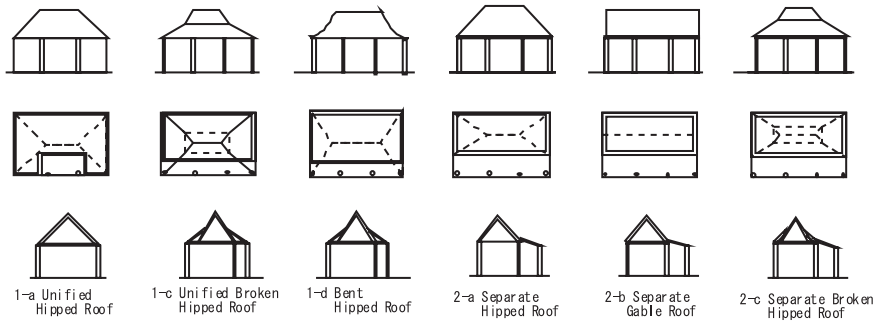 1-a Unified
Hipped Roof
1-c Unified Broken
Hipped Roof
1-d Bent
Hipped Roof
2-a Separate
Hipped Roof
2-b Separate
Gable Roof
2-c Separate Broken
Hipped Roof